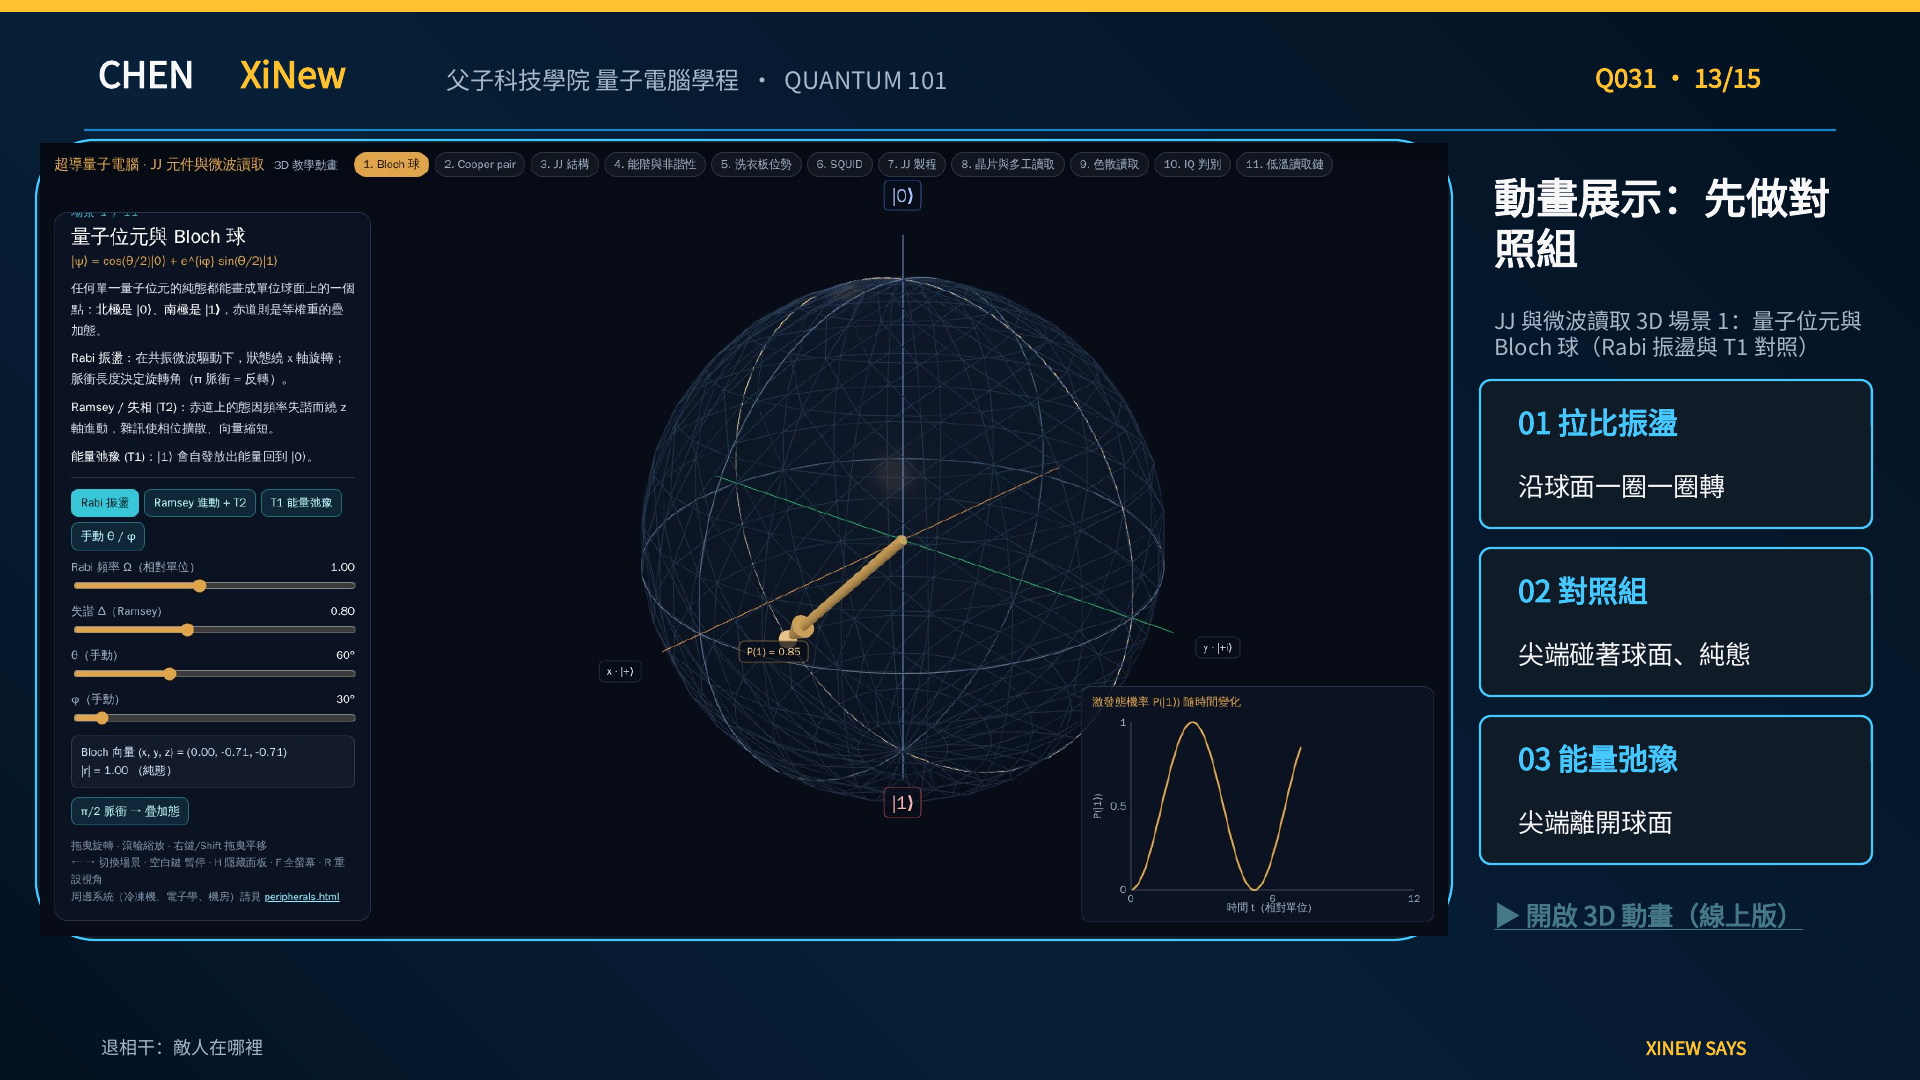 CHEN XiNew 父子科技學院 量子電腦學程 · QUANTUM 101 Q031 · 13/15
超導量子電腦 · JJ 元件與微波讀取 3D 教學動畫 1. Bloch 球 2. Cooper pair 3. JJ 結構 4. 能階與非諧性 5. 洗衣板位勢 6. SQUID 7. JJ 製程 8. 晶片與多工讀取 9. 色散讀取 10. IQ 判別 11. 低溫讀取鏈
|0⟩
場景 1 / 11
量子位元與 Bloch 球
|ψ⟩ = cos(θ/2)|0⟩ + e^{iφ} sin(θ/2)|1⟩
任何單一量子位元的純態都能畫成單位球面上的一個
點：北極是 |0⟩、南極是 |1⟩，赤道則是等權重的疊
加態。
Rabi 振盪：在共振微波驅動下，狀態繞 x 軸旋轉；
脈衝長度決定旋轉角（π 脈衝 = 反轉）。
Ramsey / 失相 (T2)：赤道上的態因頻率失諧而繞 z
軸進動，雜訊使相位擴散、向量縮短。
能量弛豫 (T1)：|1⟩ 會自發放出能量回到 |0⟩。
Rabi 振盪 Ramsey 進動 + T2 T1 能量弛豫
手動 θ / φ
Rabi 頻率 Ω（相對單位） 1.00
失諧 Δ（Ramsey） 0.80
θ（手動） 60°
φ（手動） 30°
Bloch 向量 (x, y, z) = (0.00, -0.71, -0.71)
|r| = 1.00 （純態）
π/2 脈衝 → 疊加態
拖曳旋轉 · 滾輪縮放 · 右鍵/Shift 拖曳平移
← → 切換場景 · 空白鍵 暫停 · H 隱藏面板 · F 全螢幕 · R 重
設視角
周邊系統（冷凍機、電子學、機房）請見 peripherals.html
P(1) = 0.85
x · |+⟩
y · |+i⟩
|1⟩
激發態機率 P(|1⟩) 隨時間變化
1
0.5
0
P(|1⟩)
0 6 12
時間 t（相對單位）
動畫展示：先做對
照組
JJ 與微波讀取 3D 場景 1：量子位元與
Bloch 球（Rabi 振盪與 T1 對照）
01 拉比振盪
沿球面一圈一圈轉
02 對照組
尖端碰著球面、純態
03 能量弛豫
尖端離開球面
▶ 開啟 3D 動畫（線上版）
退相干：敵人在哪裡
XINEW SAYS